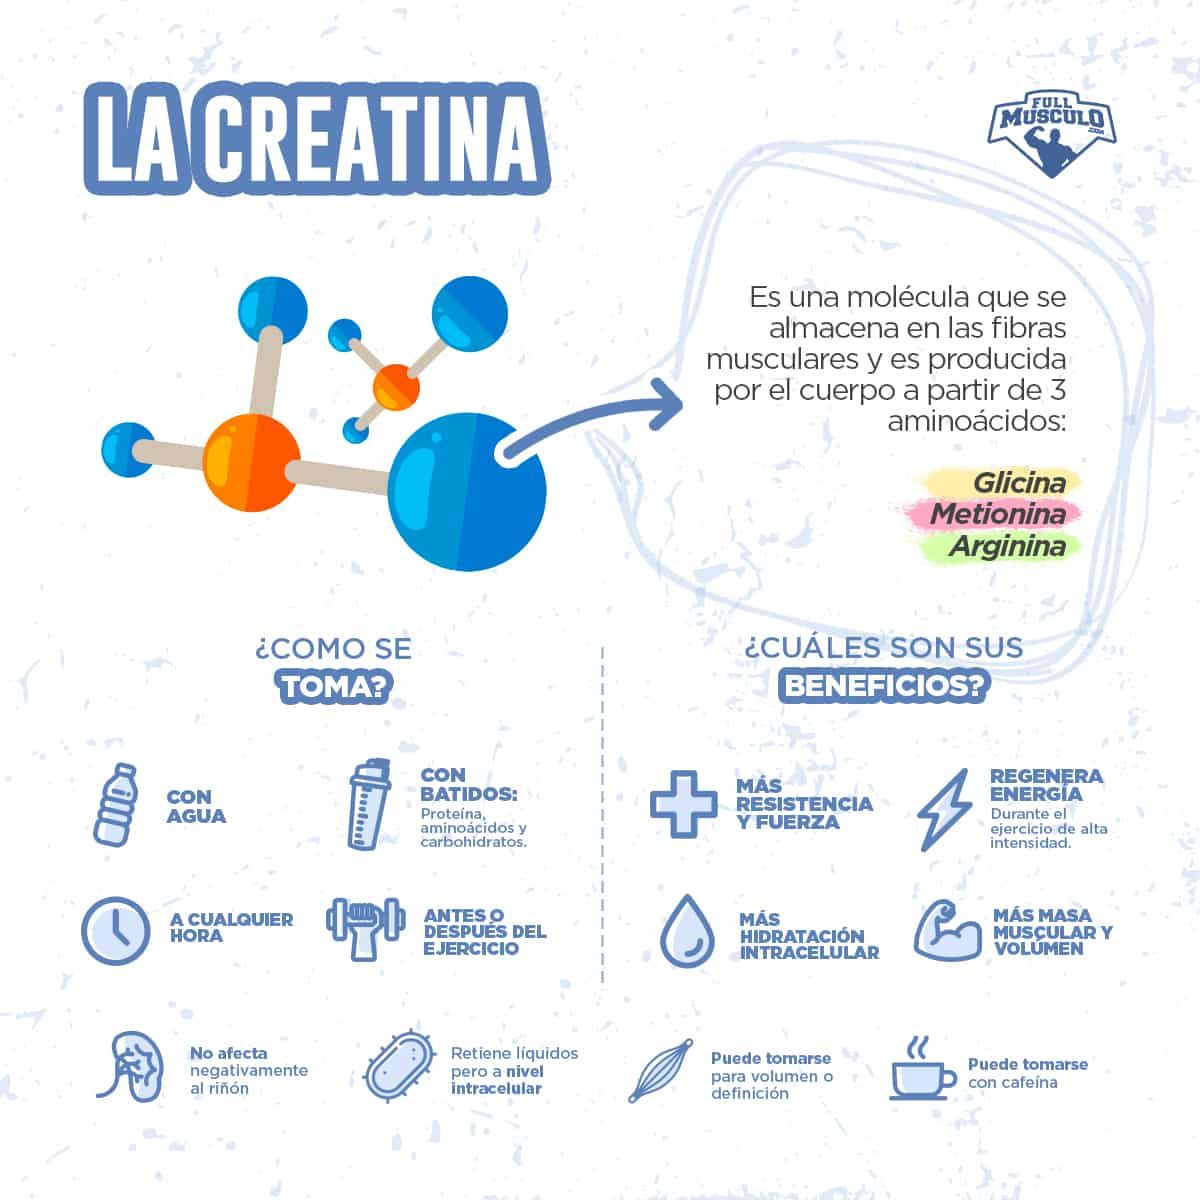 LA CREATINA
FULL
MUSCULO
.COM
Es una molécula que se
almacena en las fibras
musculares y es producida
por el cuerpo a partir de 3
aminoácidos:
Glicina
Metionina
Arginina
¿COMO SE
TOMA?
CON
AGUA
CON
BATIDOS:
Proteína,
aminoácidos y
carbohidratos.
A CUALQUIER
HORA
ANTES O
DESPUÉS DEL
EJERCICIO
¿CUÁLES SON SUS
BENEFICIOS?
MÁS
RESISTENCIA
Y FUERZA
REGENERA
ENERGÍA
Durante el
ejercicio de alta
intensidad.
MÁS
HIDRATACIÓN
INTRACELULAR
MÁS MASA
MUSCULAR Y
VOLUMEN
No afecta
negativamente
al riñón
Retiene líquidos
pero a nivel
intracelular
Puede tomarse
para volumen o
definición
Puede tomarse
con cafeína